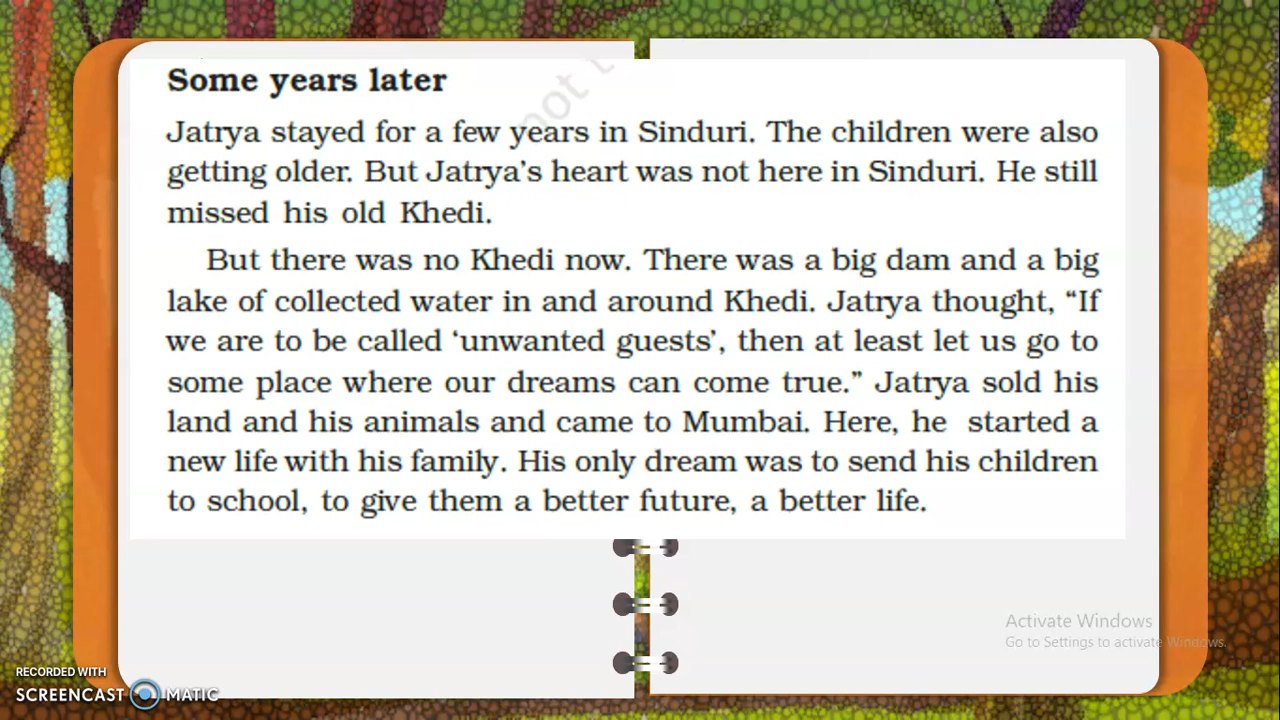 not t
Some years later
Jatrya stayed for a few years in Sinduri. The children were also
getting older. But Jatrya's heart was not here in Sinduri. He still
missed his old Khedi.
But there was no Khedi now. There was a big dam and a big
lake of collected water in and around Khedi. Jatrya thought, “If
we are to be called ‘unwanted guests’, then at least let us go to
some place where our dreams can come true.” Jatrya sold his
land and his animals and came to Mumbai. Here, he started a
new life with his family. His only dream was to send his children
to school, to give them a better future, a better life.
Activate Windows
Go to Settings to activate Windows.
RECORDED WITH
SCREENCAST MATIC